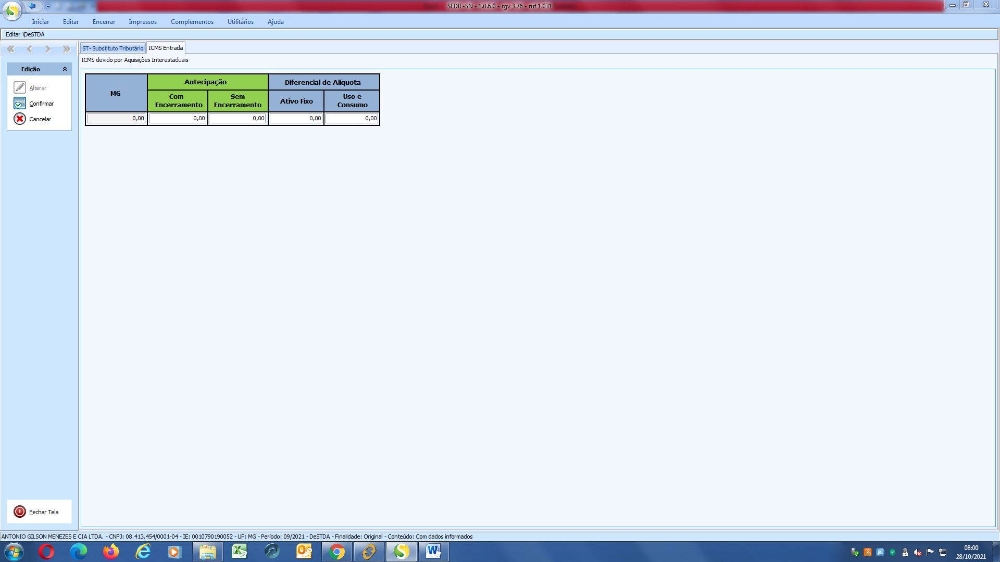 SEDIF-SN - 1.0.6.0 - rgv 3.76 - ruf 1.031
Iniciar Editar Encerrar Impressos Complementos Utilitários Ajuda
Editar \DeSTDA
ST- Substituto Tributário ICMS Entrada
ICMS devido por Aquisições Interestaduais
Edição
Alterar
Confirmar
Cancelar
MG
Antecipação
Diferencial de Alíquota
Com Encerramento
Sem Encerramento
Ativo Fixo
Uso e Consumo
0,00 0,00 0,00 0,00 0,00
Fechar Tela
ANTONIO GILSON MENEZES E CIA LTDA. - CNPJ: 08.413.454/0001-04 - IE: 0010790190052 - UF: MG - Período: 09/2021 - DeSTDA - Finalidade: Original - Conteúdo: Com dados informados
08:00
28/10/2021